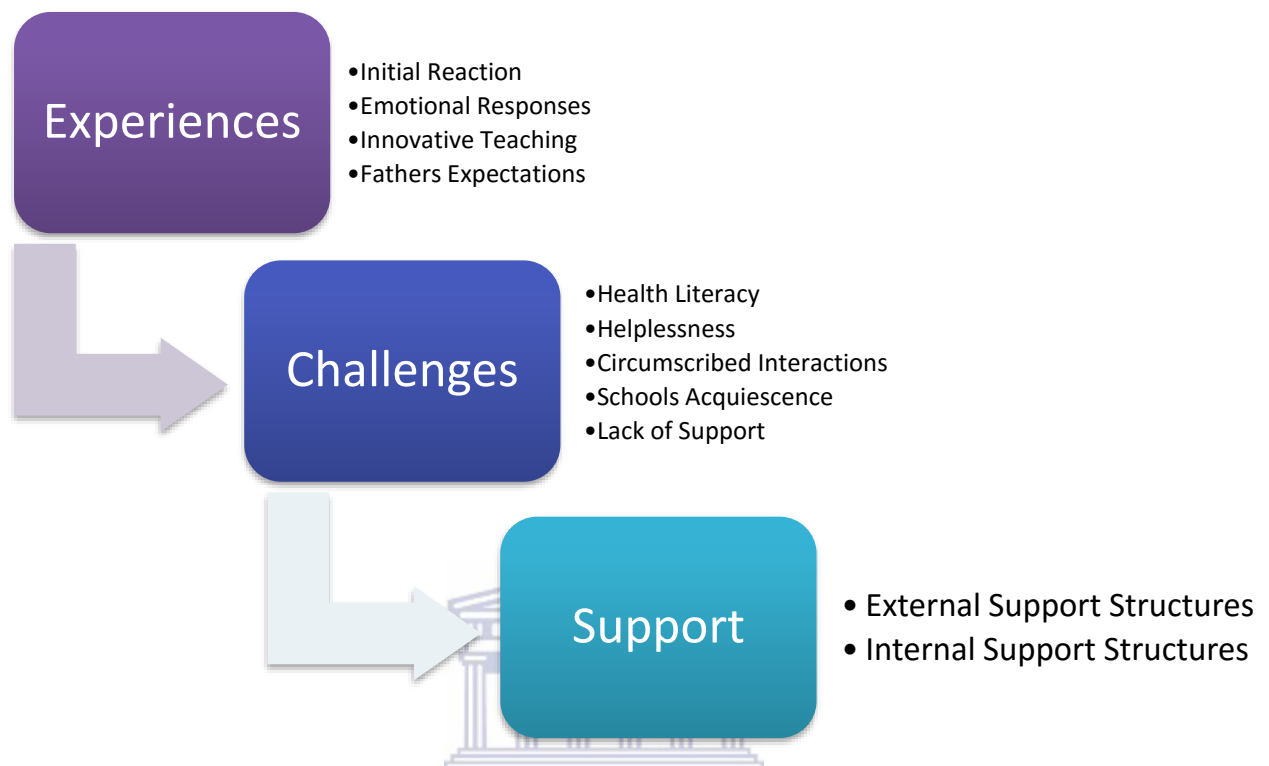 Experiences
•Initial Reaction
•Emotional Responses
•Innovative Teaching
•Fathers Expectations
Challenges
•Health Literacy
•Helplessness
•Circumscribed Interactions
•Schools Acquiescence
•Lack of Support
Support
• External Support Structures
• Internal Support Structures